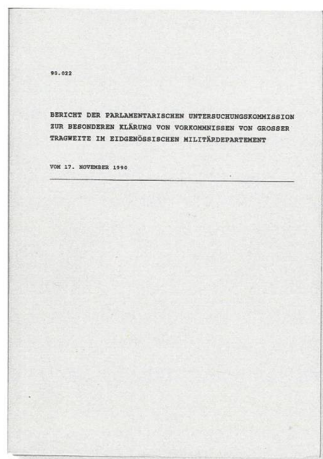 90.022
BERICHT DER PARLAMENTARISCHEN UNTERSUCHUNGSKOMMISSION
ZUR BESONDEREN KLÄRUNG VON VORKOMMNISSEN VON GROSSER
TRAGWEITE IM EIDGENÖSSISCHEN MILITÄRDEPARTEMENT
VOM 17. NOVEMBER 1990